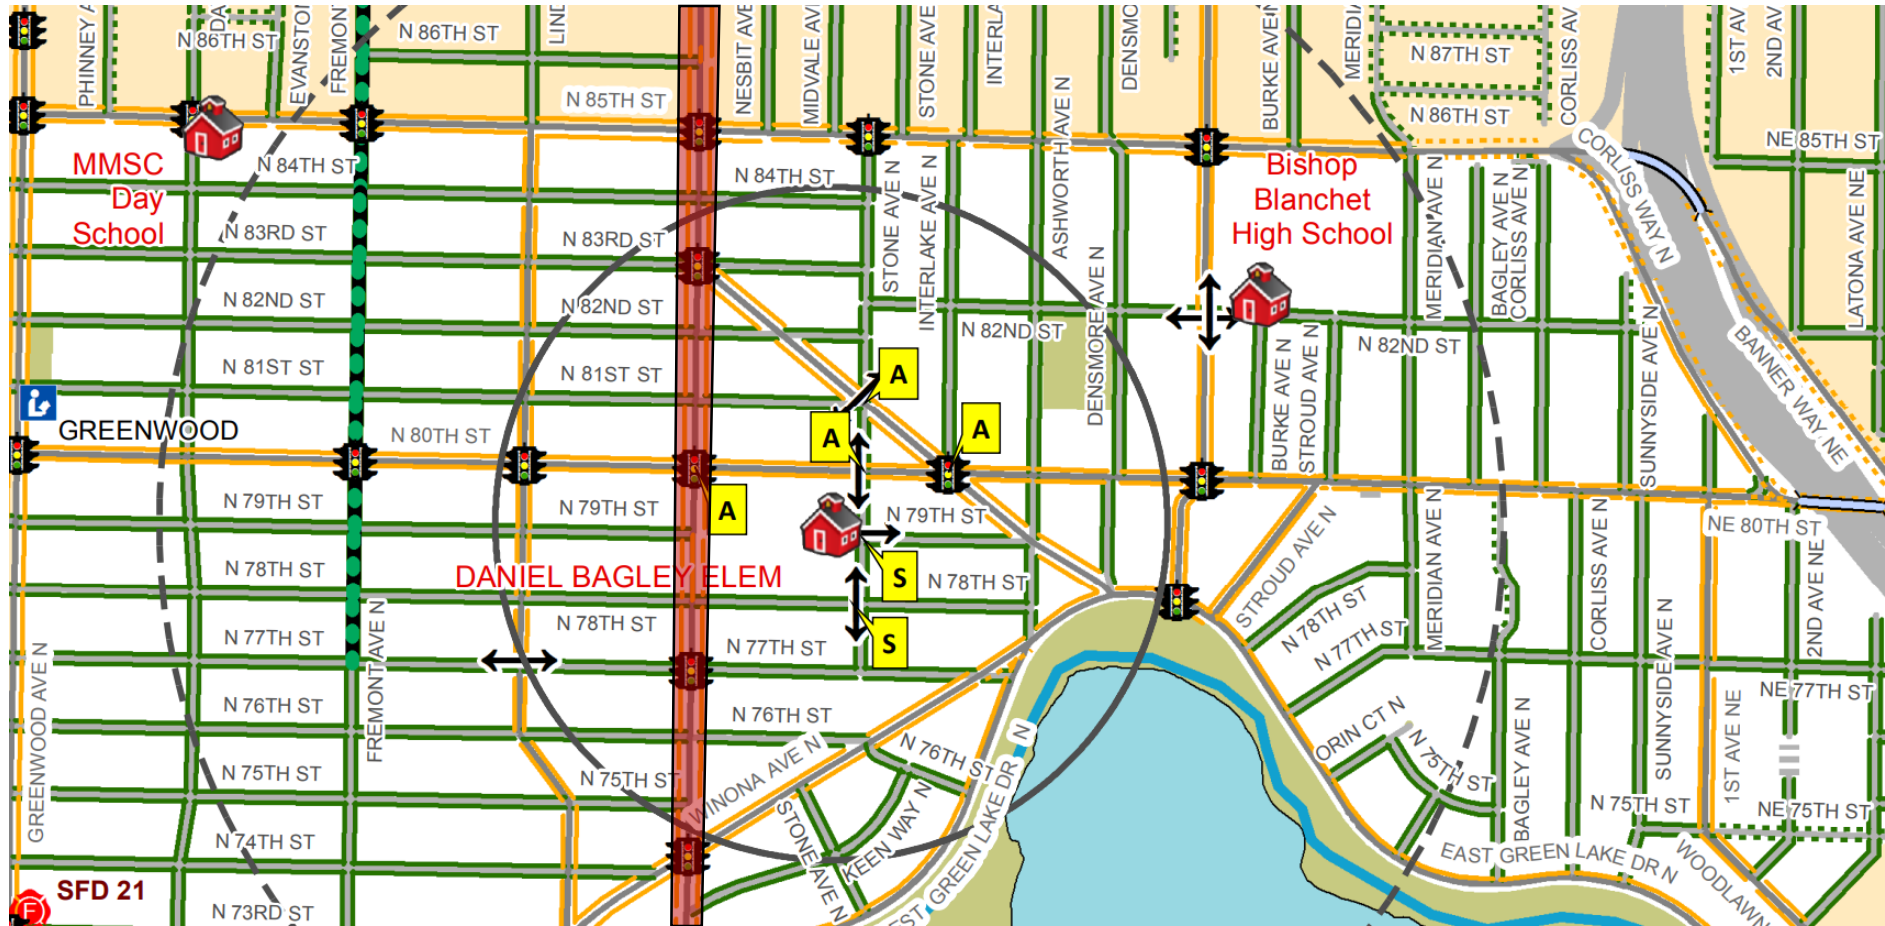 PHINNEY A
DA
N 86TH ST
EVANSTON
FREMONT
N 86TH ST
LIND
NESBIT AVE
MIDVALE AVE
STONE AVE
INTERLA
DENSMO
BURKE AVE N
MERIDIA
N 87TH ST
CORLISS AV
1ST AV
2ND AV
N 85TH ST
ASHWORTH AVE N
N 86TH ST
NE 85TH ST
MMSC
Day
School
N 84TH ST
N 84TH ST
Bishop
Blanchet
High School
CORLISS WAY N
N 83RD ST
N 83RD ST
STONE AVE N
INTERLAKE AVE N
DENSMORE AVE N
MERIDIAN AVE N
BAGLEY AVE N
CORLISS AVE N
LATONA AVE NE
N 82ND ST
N 82ND ST
N 82ND ST
N 82ND ST
SUNNYSIDE AVE N
BANNER WAY NE
N 81ST ST
N 81ST ST
A
BURKE AVE N
STROUD AVE N
GREENWOOD
N 80TH ST
A
A
N 79TH ST
N 79TH ST
A
N 79TH ST
NE 80TH ST
N 78TH ST
DANIEL BAGLEY ELEM
S
N 78TH ST
STROUD AVE N
MERIDIAN AVE N
CORLISS AVE N
SUNNYSIDE AVE N
2ND AVE NE
N 77TH ST
FREMONT AVE N
N 78TH ST
N 77TH ST
S
N 78TH ST
N 77TH ST
GREENWOOD AVE N
N 76TH ST
N 76TH ST
N 76TH ST
NE 77TH ST
ORIN CT N
N 75TH ST
BAGLEY AVE N
1ST AVE NE
N 75TH ST
N 75TH ST
WINONA AVE N
STONE AVE N
KEEN WAY N
EST GREEN LAKE DR N
N 75TH ST
NE 75TH ST
N 74TH ST
EAST GREEN LAKE DR N
WOODLAWN
SFD 21
F
N 73RD ST